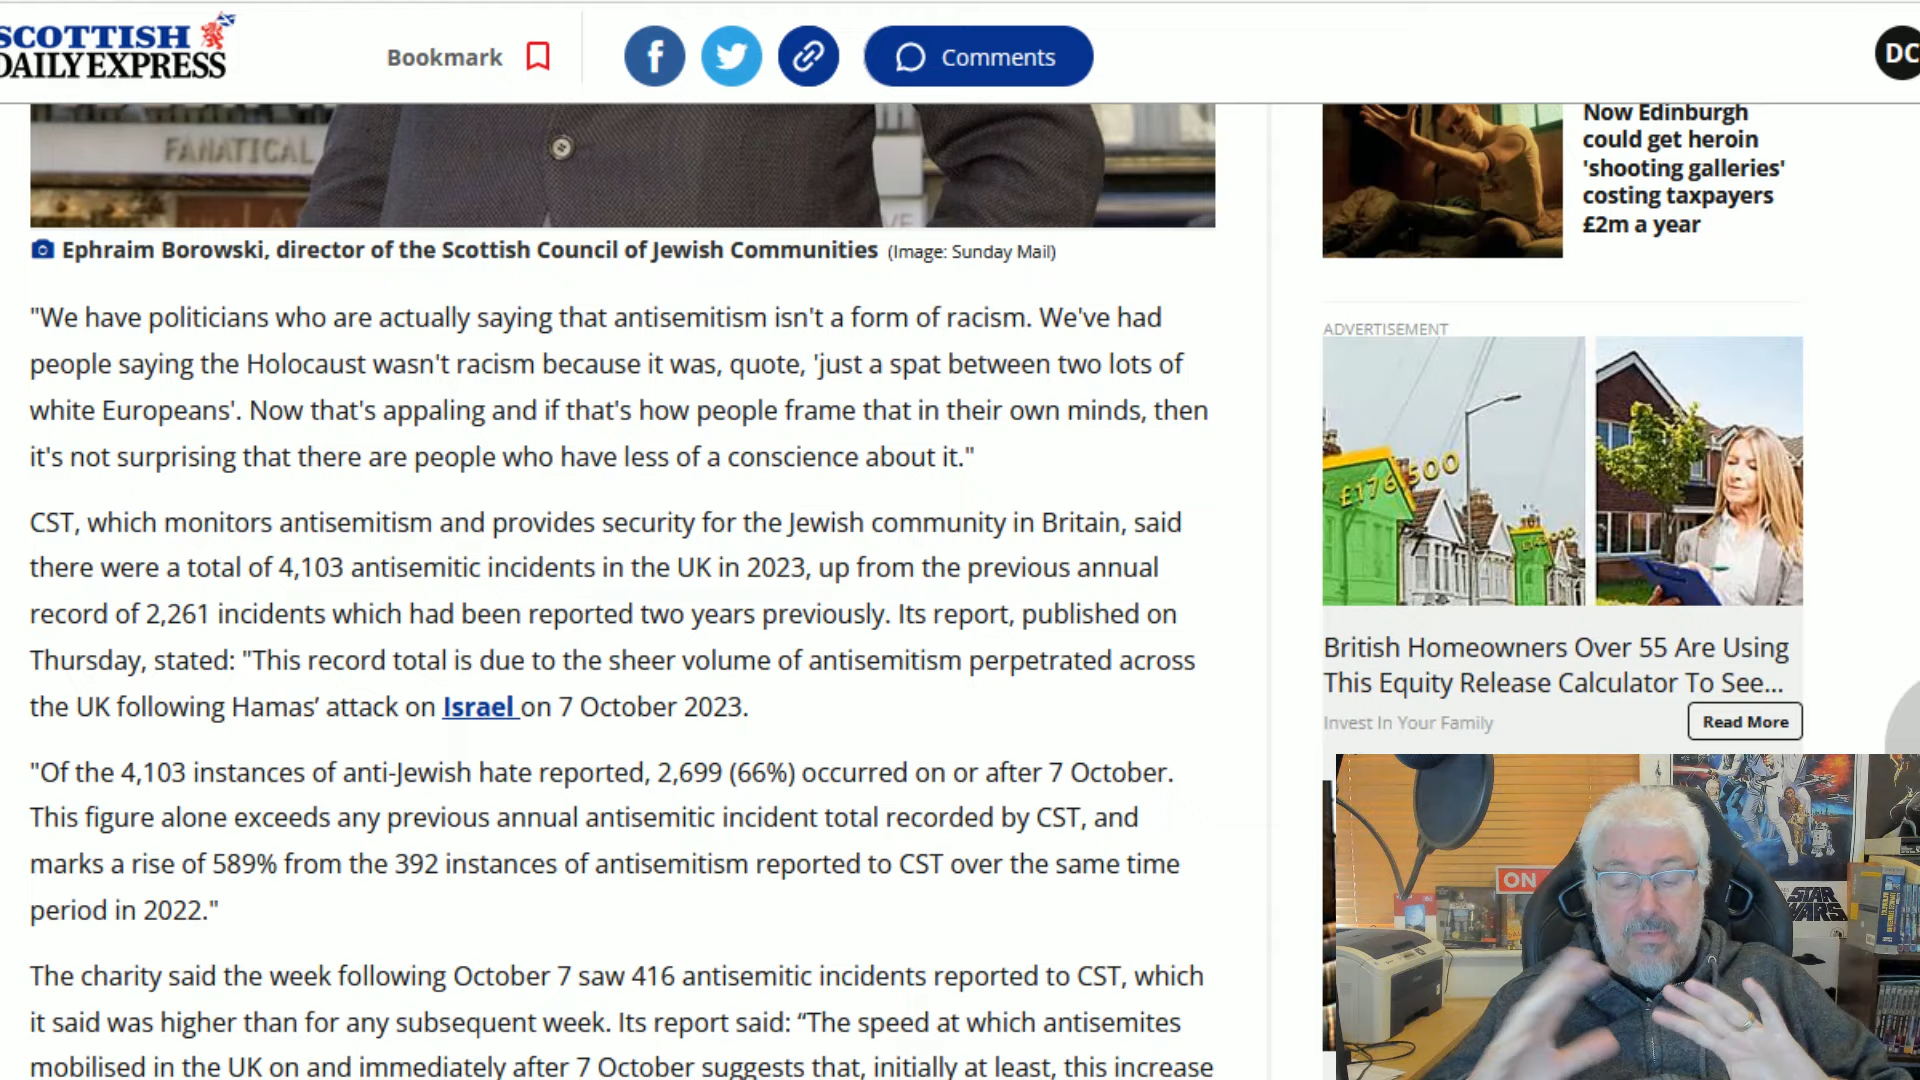 SCOTTISH
DAILY EXPRESS
Bookmark
f
Comments
DC
FANATICAL
Ephraim Borowski, director of the Scottish Council of Jewish Communities (Image: Sunday Mail)
"We have politicians who are actually saying that antisemitism isn't a form of racism. We've had
people saying the Holocaust wasn't racism because it was, quote, 'just a spat between two lots of
white Europeans'. Now that's appaling and if that's how people frame that in their own minds, then
it's not surprising that there are people who have less of a conscience about it."
CST, which monitors antisemitism and provides security for the Jewish community in Britain, said
there were a total of 4,103 antisemitic incidents in the UK in 2023, up from the previous annual
record of 2,261 incidents which had been reported two years previously. Its report, published on
Thursday, stated: "This record total is due to the sheer volume of antisemitism perpetrated across
the UK following Hamas’ attack on Israel on 7 October 2023.
"Of the 4,103 instances of anti-Jewish hate reported, 2,699 (66%) occurred on or after 7 October.
This figure alone exceeds any previous annual antisemitic incident total recorded by CST, and
marks a rise of 589% from the 392 instances of antisemitism reported to CST over the same time
period in 2022."
The charity said the week following October 7 saw 416 antisemitic incidents reported to CST, which
it said was higher than for any subsequent week. Its report said: “The speed at which antisemites
mobilised in the UK on and immediately after 7 October suggests that, initially at least, this increase
Now Edinburgh
could get heroin
'shooting galleries'
costing taxpayers
£2m a year
ADVERTISEMENT
£176,500
British Homeowners Over 55 Are Using
This Equity Release Calculator To See...
Invest In Your Family
Read More
ON
STAR
WARS